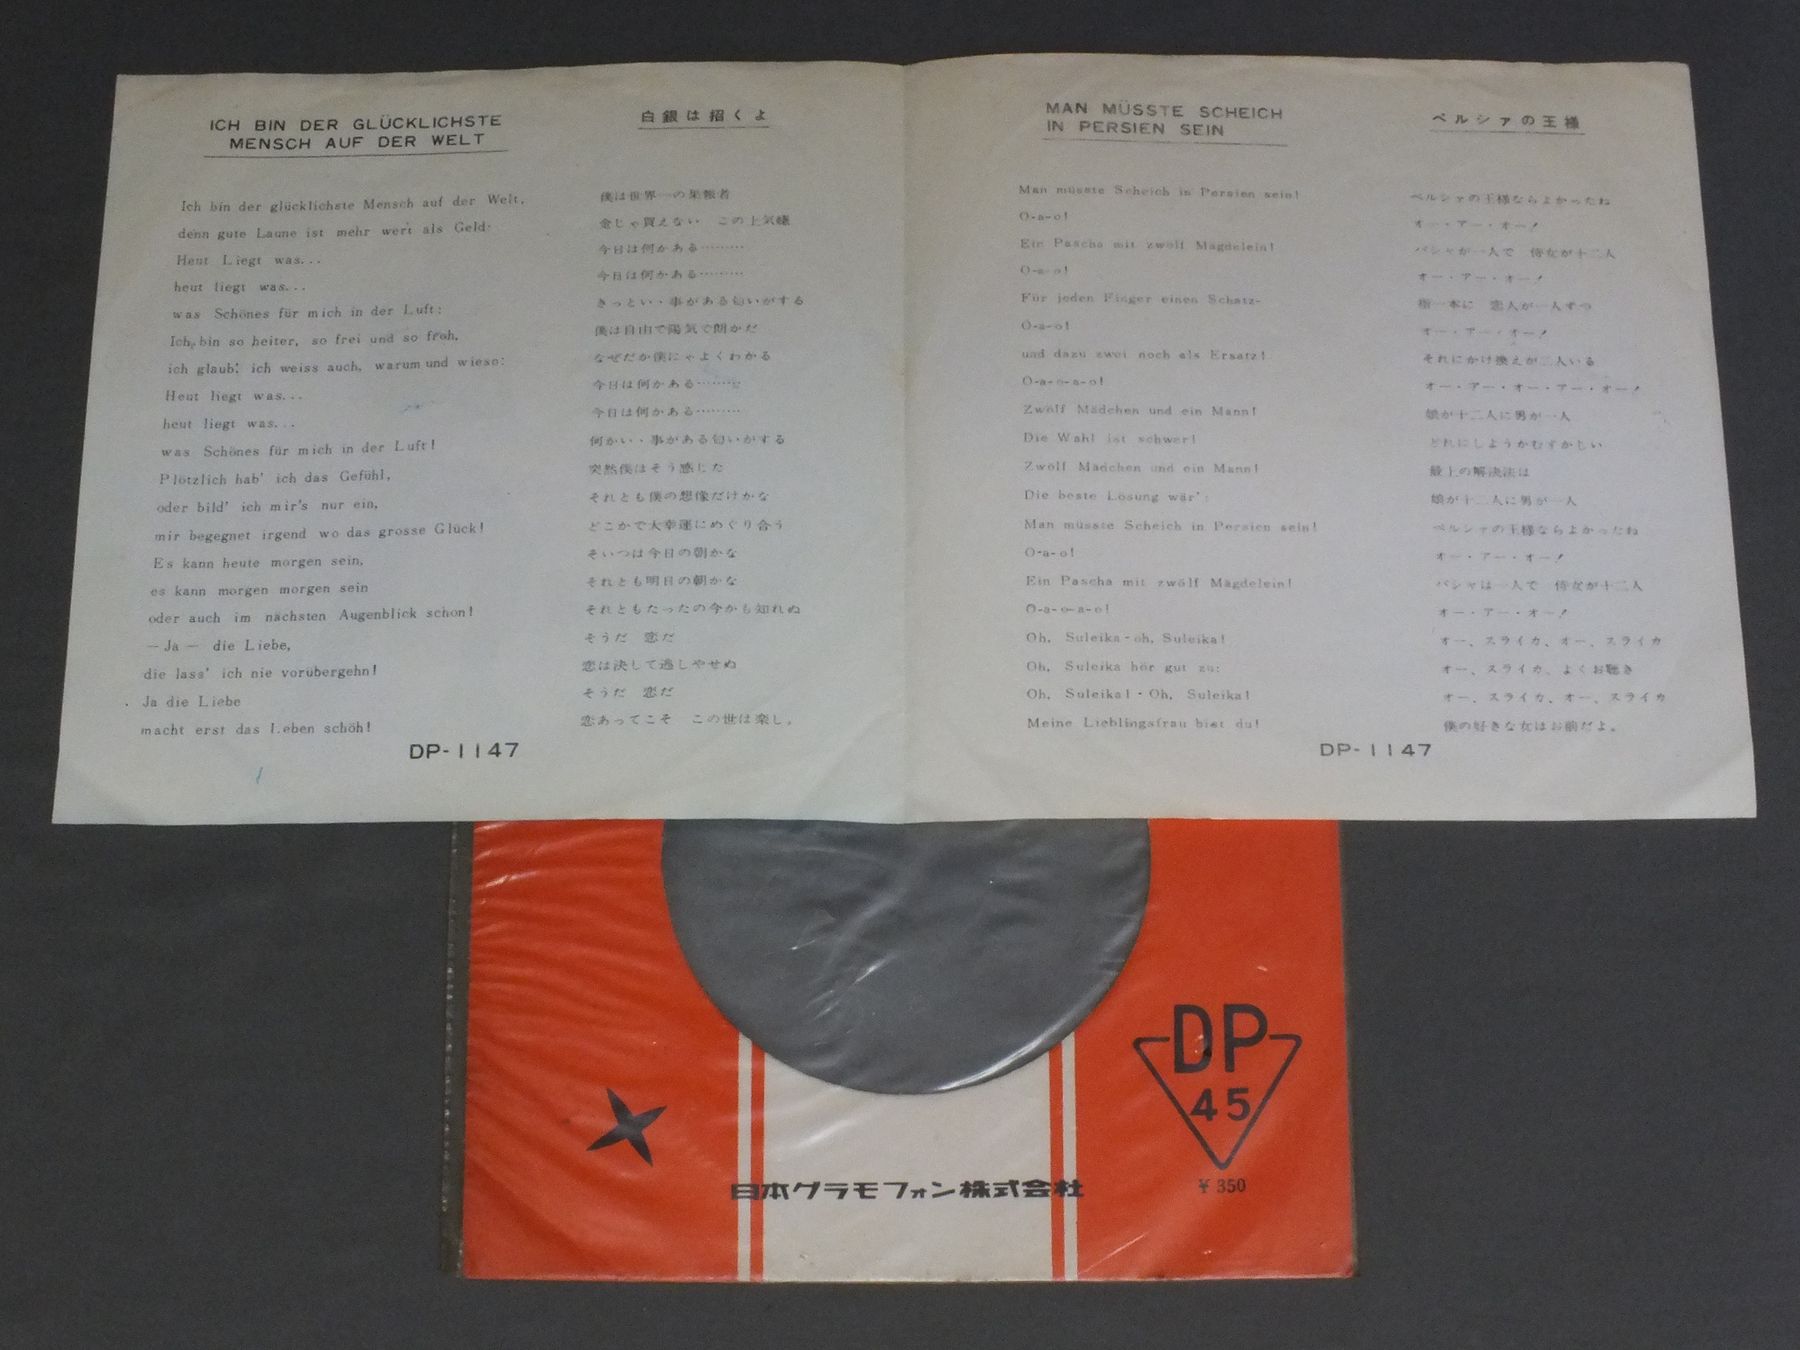 ICH BIN DER GLÜCKLICHSTE
MENSCH AUF DER WELT
Ich bin der glücklichste Mensch auf der Welt,
denn gute Laune ist mehr wert als Geld.
Heut Liegt was...
heut liegt was...
was Schönes für mich in der Luft:
Ich bin so heiter, so frei und so froh,
ich glaub! ich weiss auch, warum und wieso:
Heut liegt was...
heut liegt was...
was Schönes für mich in der Luft!
Plötzlich hab' ich das Gefühl,
oder bild' ich mir's nur ein,
mir begegnet irgend wo das grosse Glück!
Es kann heute morgen sein,
es kann morgen morgen sein
oder auch im nächsten Augenblick schon!
—Ja— die Liebe,
die lass' ich nie vorübergehn!
Ja die Liebe
macht erst das Leben schöh!
白銀は招くよ
僕は世界一の果報者
金じゃ買えない この上気嫌
今日は何かある………
今日は何かある………
きっとい・事がある匂いがする
僕は自由で陽気で朗かだ
なぜだか僕にゃよくわかる
今日は何かある………
今日は何かある………
何かい・事がある匂いがする
突然僕はそう感じた
それとも僕の想像だけかな
どこかで大幸運にめぐり合う
そいつは今日の朝かな
それとも明日の朝かな
それともたったの今かも知れぬ
そうだ 恋だ
恋は決して逃しやせぬ
そうだ 恋だ
恋あってこそ この世は楽し。
DP-1147
MAN MÜSSTE SCHEICH
IN PERSIEN SEIN
Man müsste Scheich in Persien sein!
O-a-o!
Ein Pascha mit zwölf Mägdelein!
O-a-o!
Für jeden Finger einen Schatz-
O-a-o!
und dazu zwei noch als Ersatz!
O-a-o-a-o!
Zwölf Mädchen und ein Mann!
Die Wahl ist schwer!
Zwölf Mädchen und ein Mann!
Die beste Lösung wär':
Man müsste Scheich in Persien sein!
O-a-o!
Ein Pascha mit zwölf Mägdelein!
O-a-o-a-o!
Oh, Suleika-oh, Suleika!
Oh, Suleika hör gut zu:
Oh, Suleika!-Oh, Suleika!
Meine Lieblingsfrau bist du!
ペルシァの王様
ペルシァの王様ならよかったね
オー・アー・オー!
パシャが一人で 侍女が十二人
オー・アー・オー!
指一本に 恋人が一人ずつ
オー・アー・オー!
それにかけ換えが二人いる
オー・アー・オー・アー・オー!
娘が十二人に男が一人
どれにしようかむずかしい
最上の解決法は
娘が十二人に男が一人
ペルシァの王様ならよかったね
オー・アー・オー!
パシャは一人で 侍女が十二人
オー・アー・オー!
オー、スライカ、オー、スライカ
オー、スライカ、よくお聴き
オー、スライカ、オー、スライカ
僕の好きな女はお前だよ。
DP-1147
DP
45
¥350
日本グラモフォン株式会社